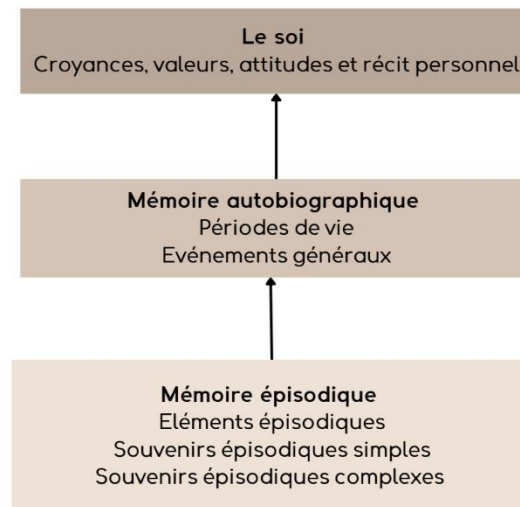 Le soi
Croyances, valeurs, attitudes et récit personnel
Mémoire autobiographique
Périodes de vie
Evénements généraux
Mémoire épisodique
Eléments épisodiques
Souvenirs épisodiques simples
Souvenirs épisodiques complexes